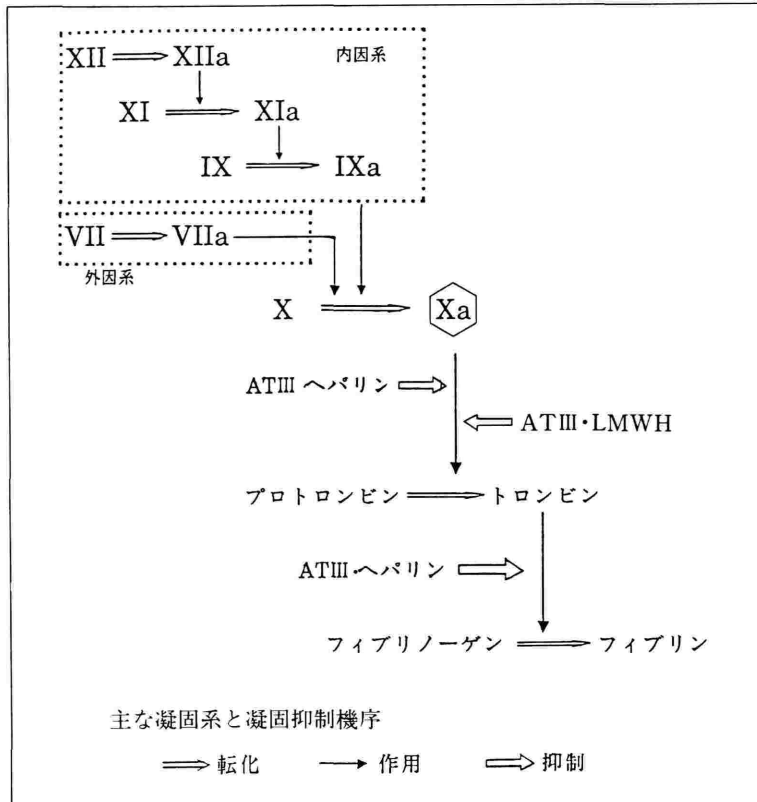 XII ⇒ XIIa 内因系
XI ⇒ XIa
IX ⇒ IXa
VII ⇒ VIIa
外因系
X ⇒ Xa
ATIII ヘパリン ⇨
⇦ ATIII・LMWH
プロトロンビン ⇒ トロンビン
ATIII・ヘパリン ⇨
フィブリノーゲン ⇒ フィブリン
主な凝固系と凝固抑制機序
⇒ 転化 → 作用 ⇨ 抑制